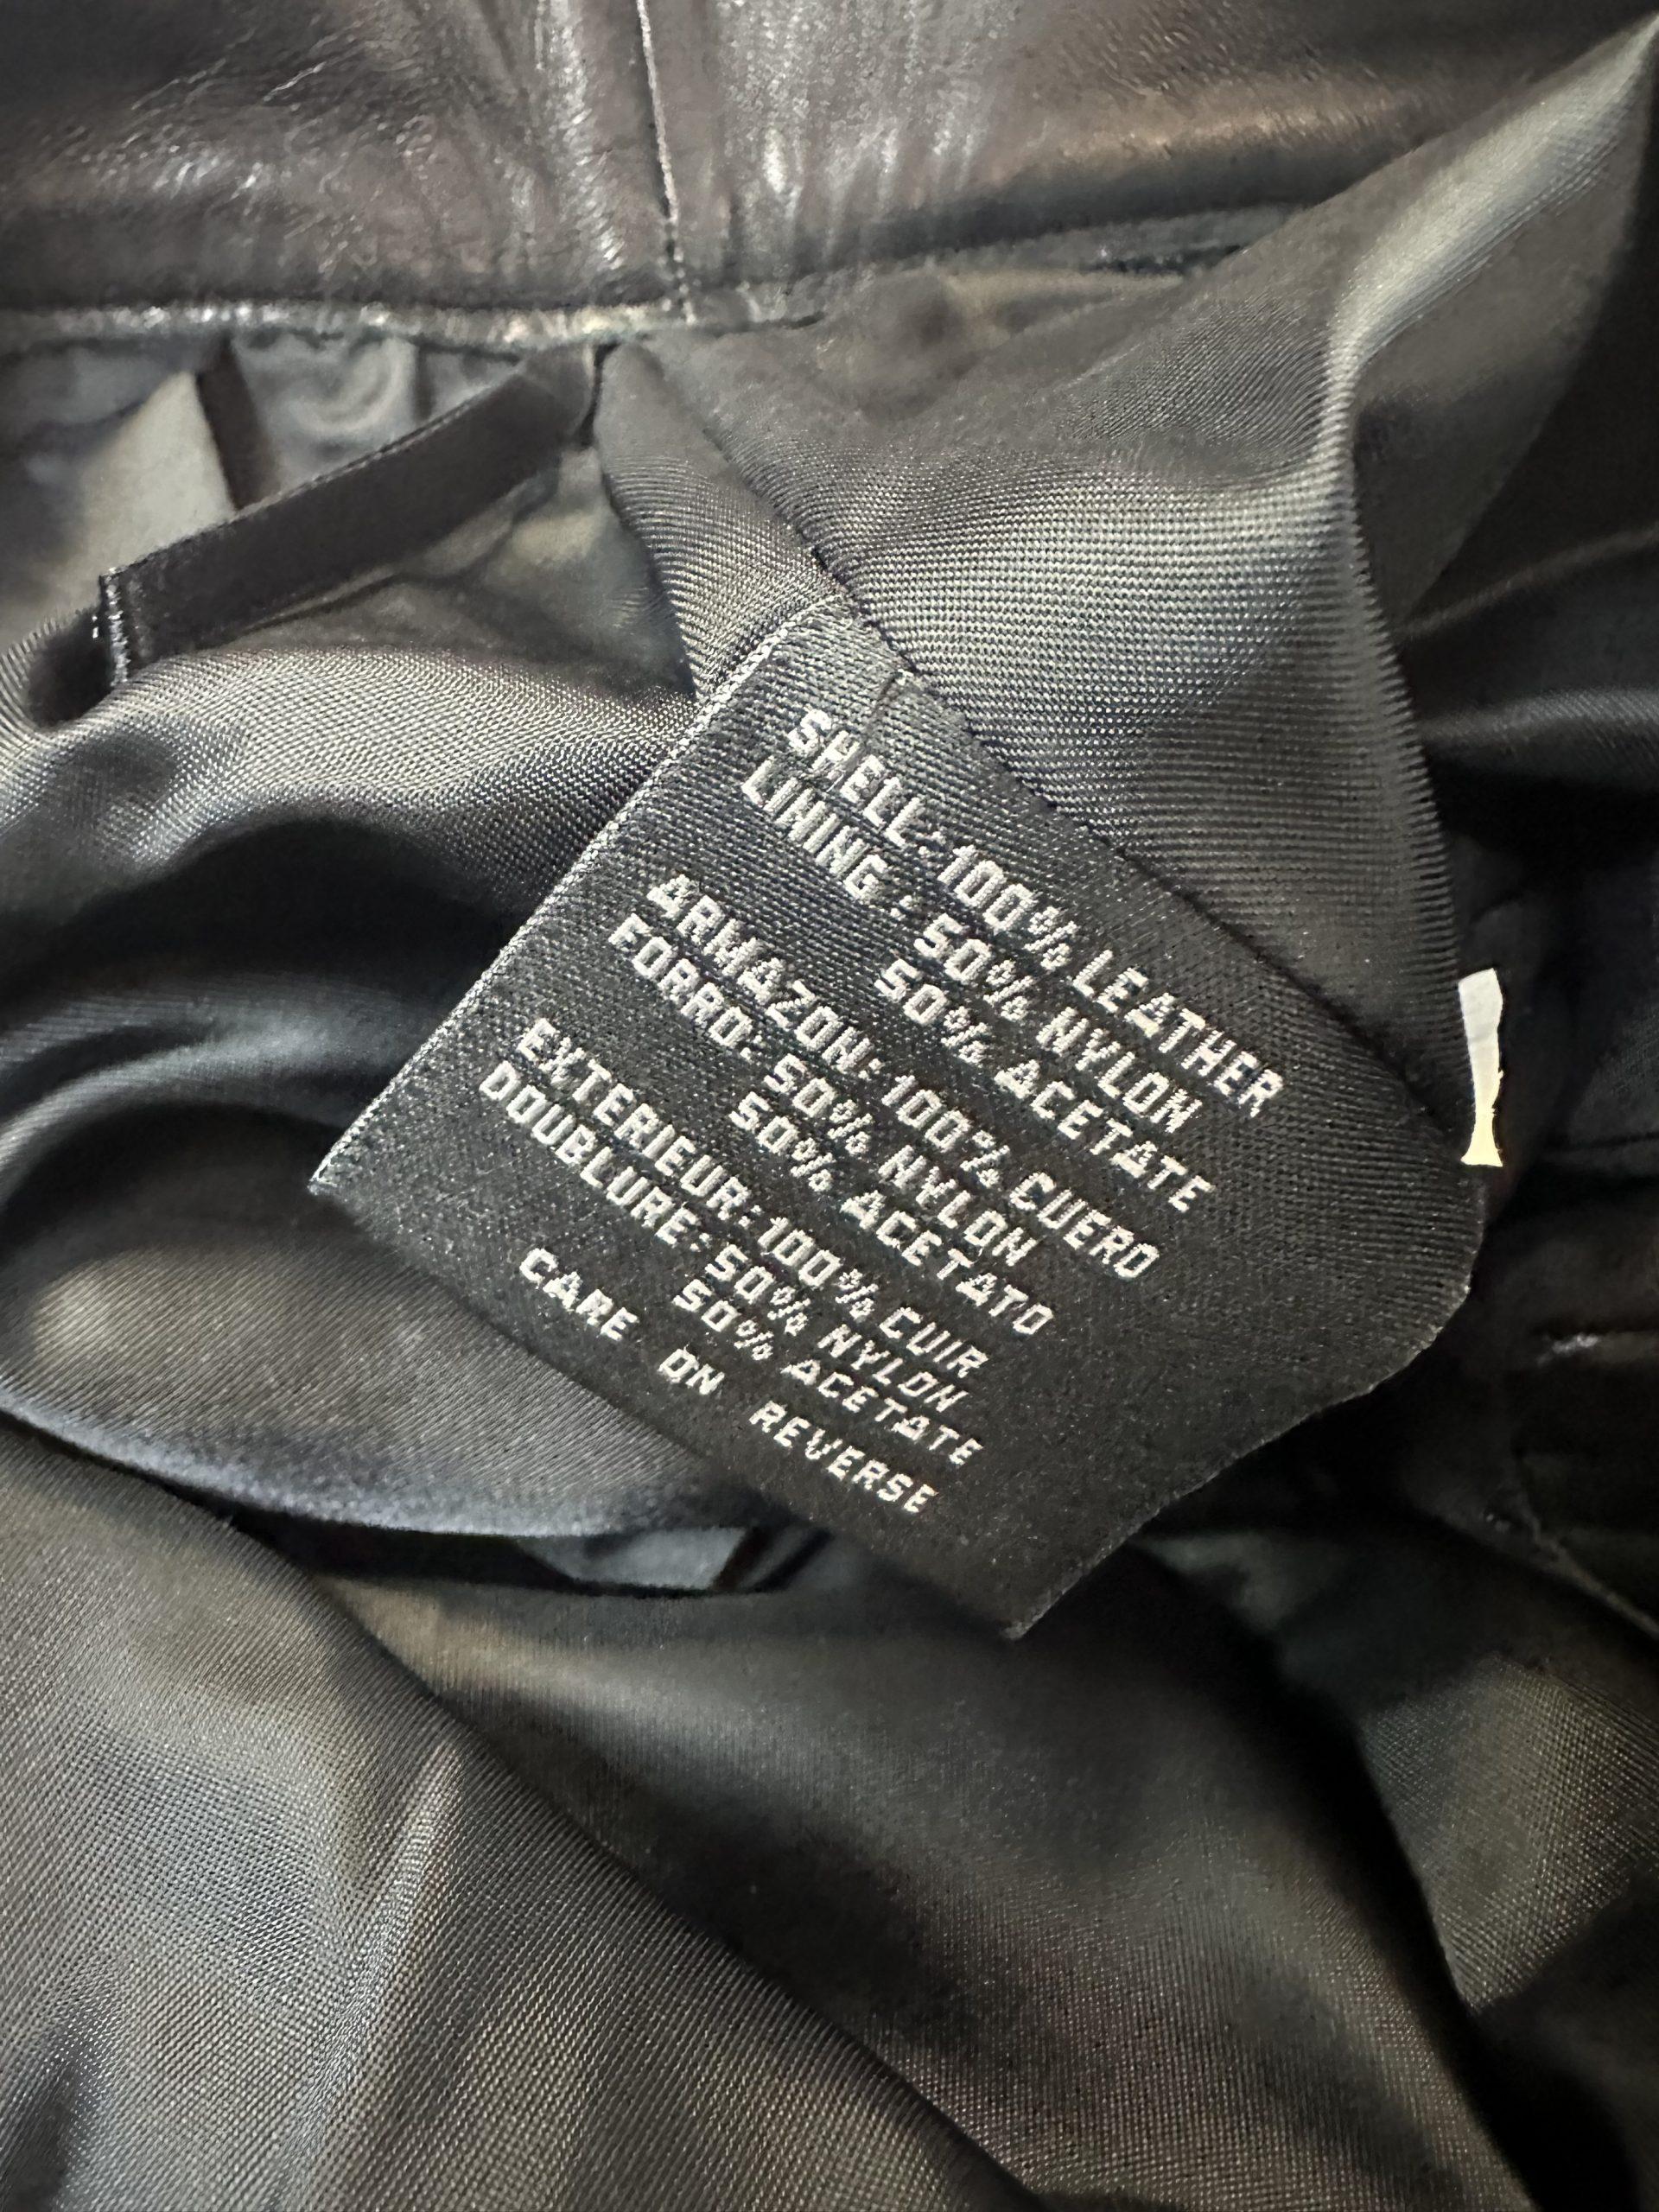 SHELL: 100% LEATHER
LINING: 50% NYLON
50% ACETATE
ARMAZON: 100% CUERO
FORRO: 50% NYLON
50% ACETATO
EXTERIEUR: 100% CUIR
DOUBLURE: 50% NYLON
50% ACETATE
CARE ON REVERSE